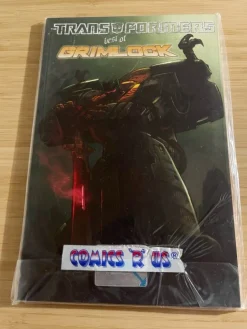 TRANSFORMERS
best of
GRIMLOCK
COMICS 'R' US®